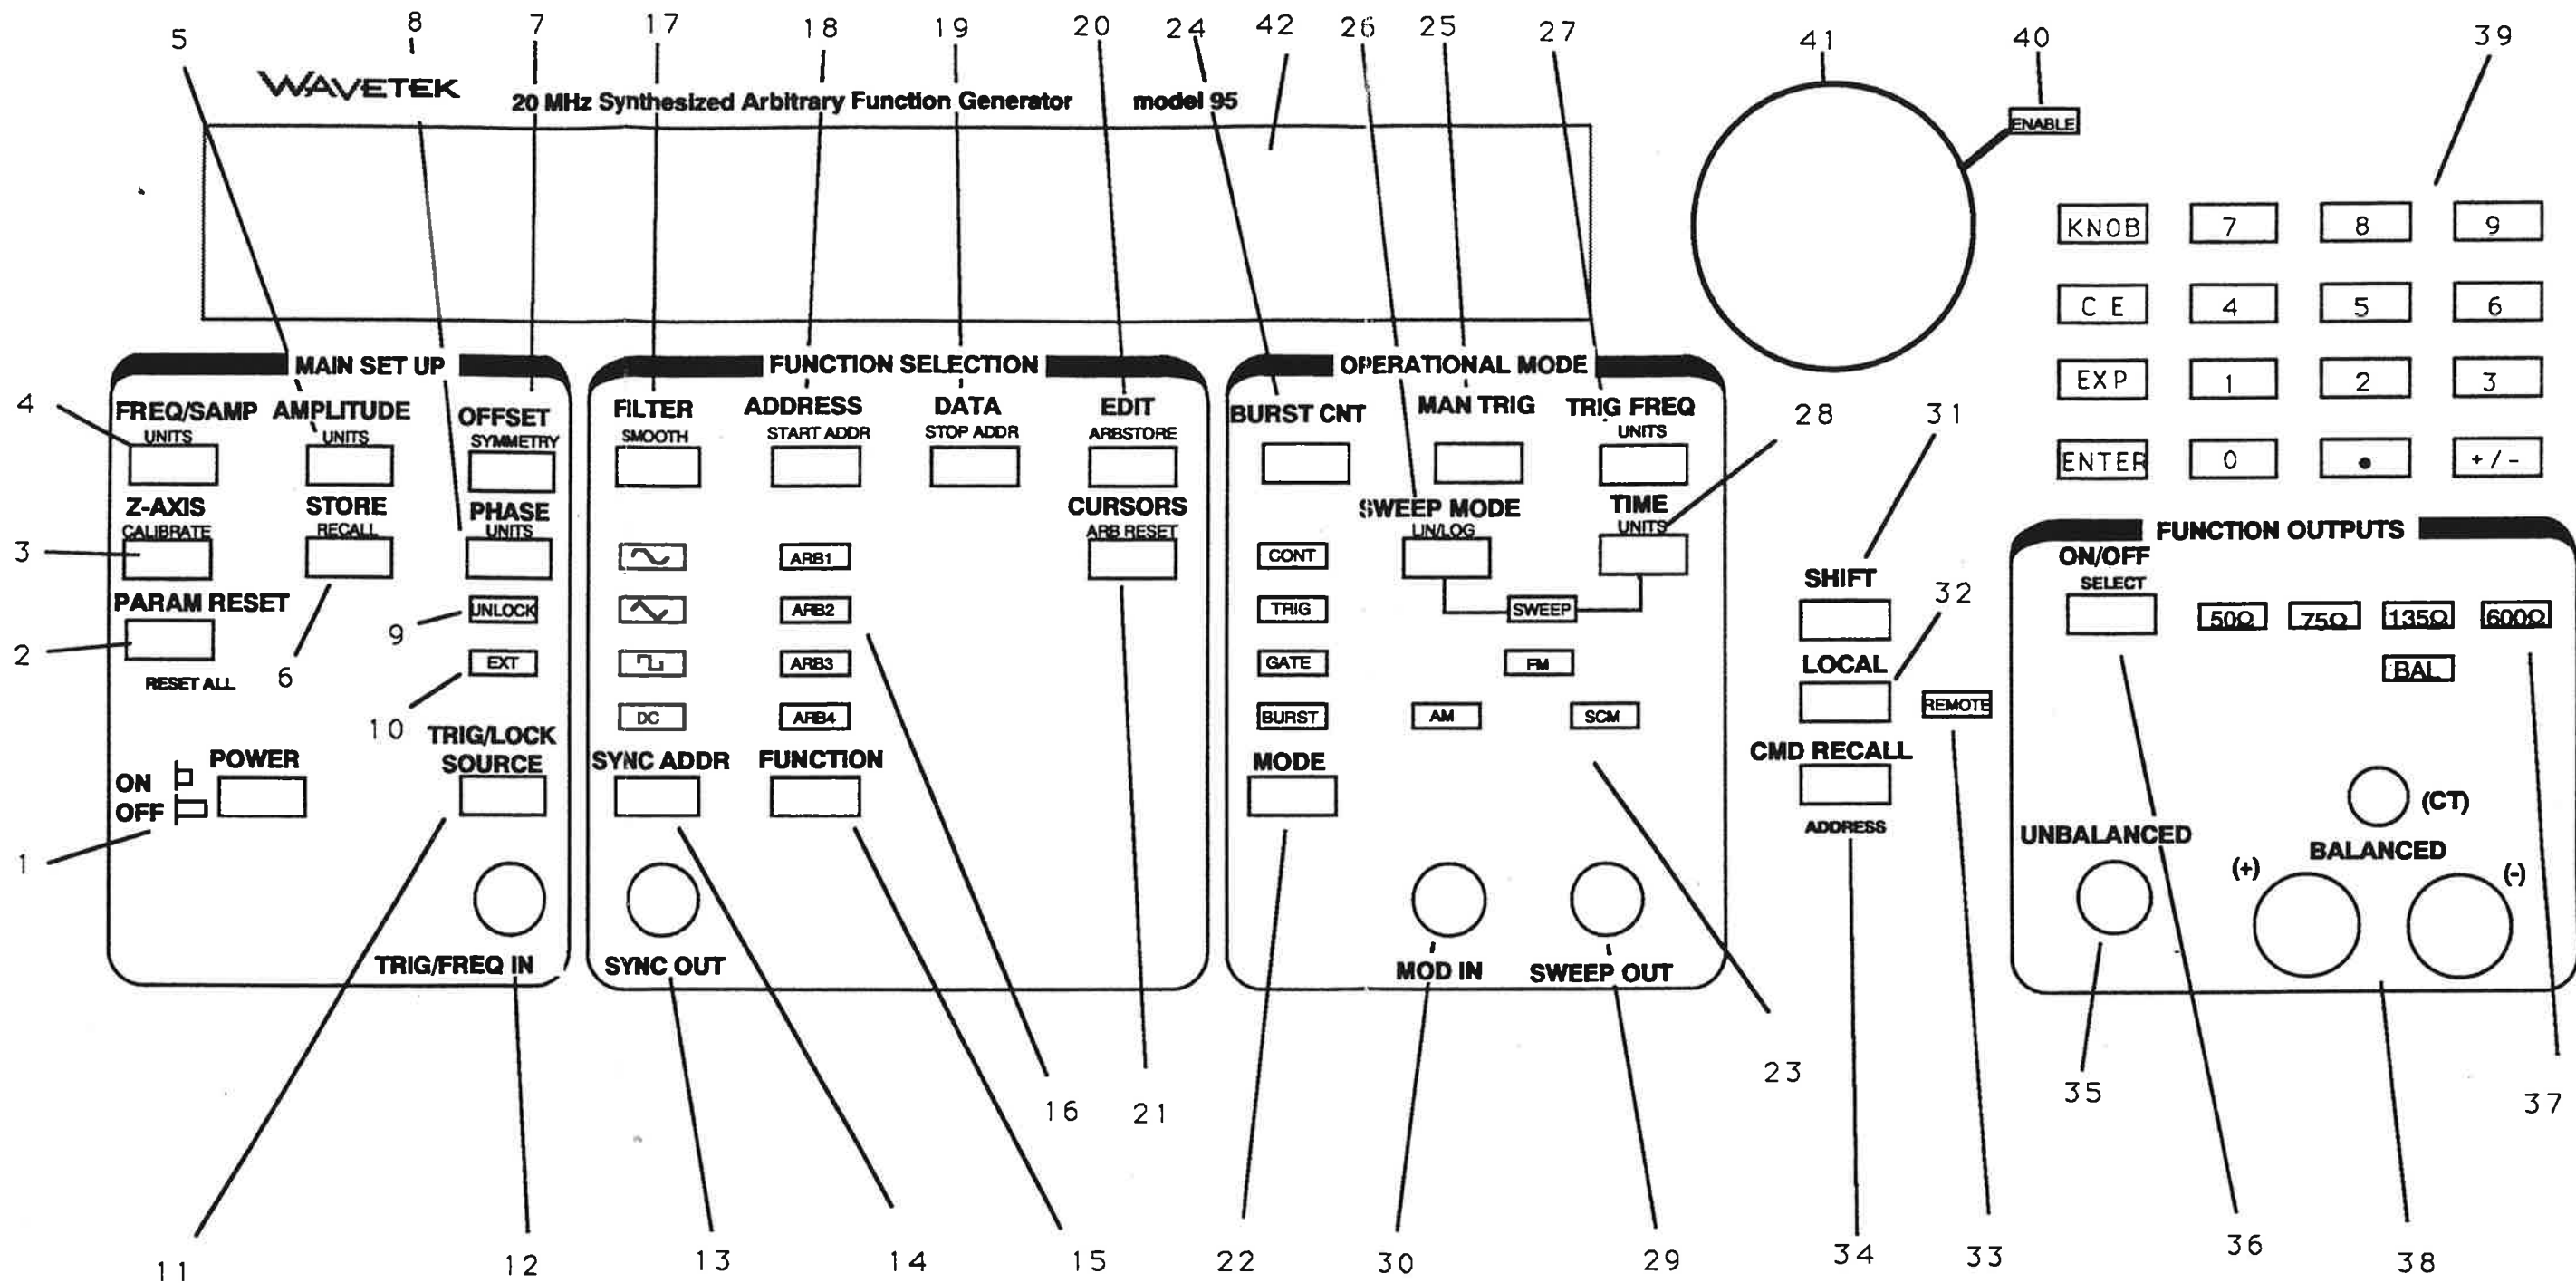 5 8 7 17 18 19 20 24 42 26 25 27 41 40 39
WAVETEK 20 MHz Synthesized Arbitrary Function Generator model 95
ENABLE
KNOB 7 8 9
C E 4 5 6
EXP 1 2 3
ENTER 0 • +/-
MAIN SET UP
4
FREQ/SAMP AMPLITUDE OFFSET
UNITS UNITS SYMMETRY
Z-AXIS STORE PHASE
CALIBRATE RECALL UNITS
3
PARAM RESET UNLOCK
2 9
RESET ALL 6 EXT
10
TRIG/LOCK
SOURCE
POWER
ON
OFF
1
TRIG/FREQ IN
FUNCTION SELECTION
FILTER ADDRESS DATA EDIT
SMOOTH START ADDR STOP ADDR ARBSTORE
CURSORS
ARB RESET
ARB1
ARB2
ARB3
DC ARB4
SYNC ADDR FUNCTION
SYNC OUT
OPERATIONAL MODE
BURST CNT MAN TRIG TRIG FREQ
UNITS
SWEEP MODE TIME
LIN/LOG UNITS
28
CONT
TRIG SWEEP
GATE FM
BURST AM SCM
MODE
MOD IN SWEEP OUT
31
SHIFT
32
LOCAL
REMOTE
CMD RECALL
ADDRESS
FUNCTION OUTPUTS
ON/OFF
SELECT
50Ω 75Ω 135Ω 600Ω
BAL
(CT)
UNBALANCED
BALANCED
(+) (-)
16 21 23 35 37
11 12 13 14 15 22 30 29 34 33 36 38